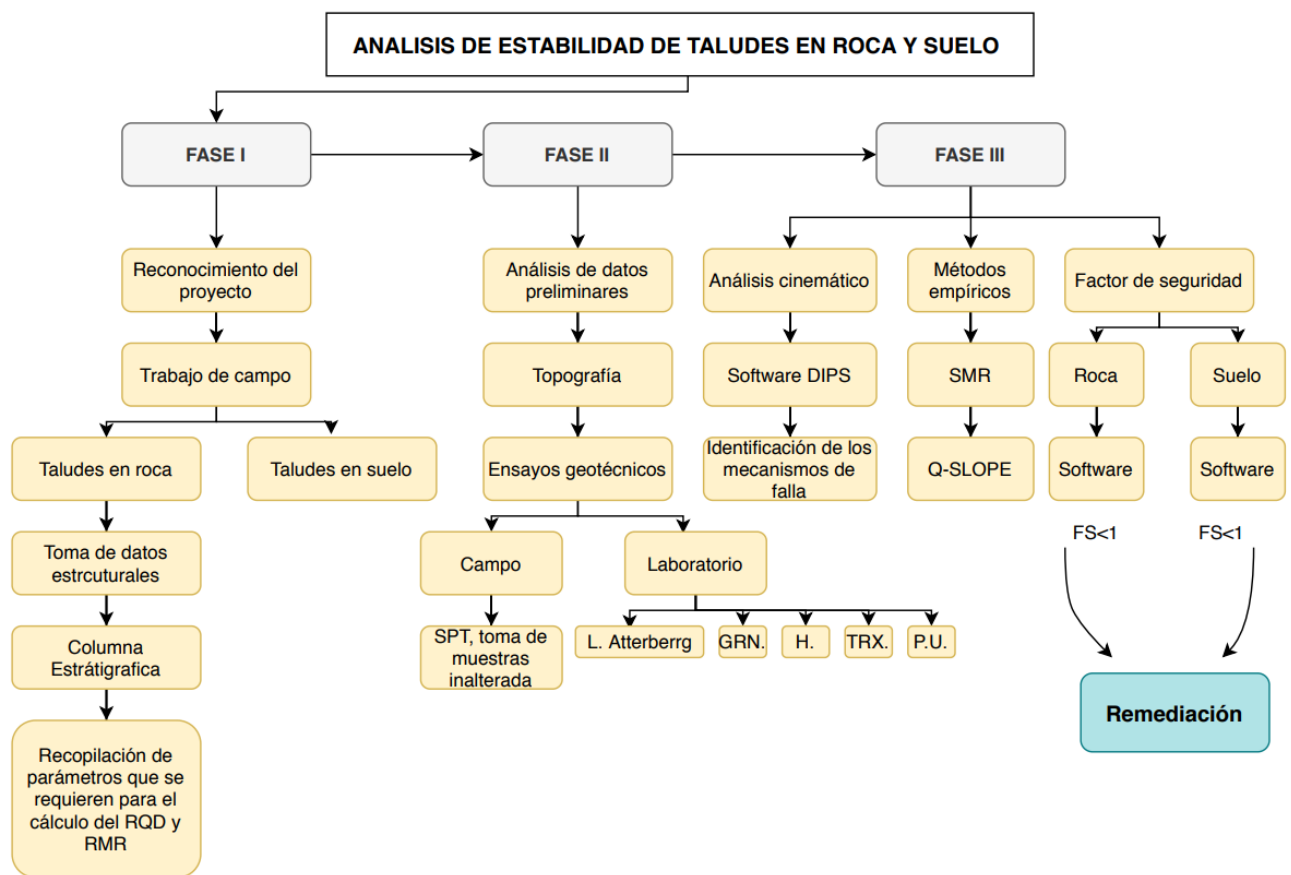 ANALISIS DE ESTABILIDAD DE TALUDES EN ROCA Y SUELO
FASE I
FASE II
FASE III
Reconocimiento del
proyecto
Trabajo de campo
Taludes en roca
Taludes en suelo
Toma de datos
estrcuturales
Columna
Estrátigrafica
Recopilación de
parámetros que se
requieren para el
cálculo del RQD y
RMR
Análisis de datos
preliminares
Topografía
Ensayos geotécnicos
Campo
Laboratorio
SPT, toma de
muestras
inalterada
L. Atterberrg
GRN.
H.
TRX.
P.U.
Análisis cinemático
Software DIPS
Identificación de los
mecanismos de
falla
Métodos
empíricos
SMR
Q-SLOPE
Factor de seguridad
Roca
Suelo
Software
Software
FS<1
FS<1
Remediación